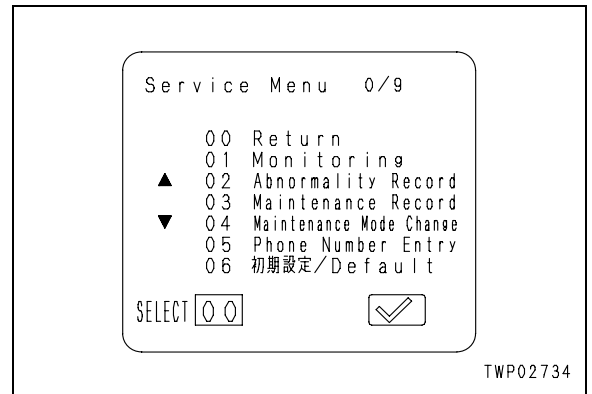 Service Menu 0/9
00 Return
01 Monitoring
▲ 02 Abnormality Record
03 Maintenance Record
▼ 04 Maintenance Mode Change
05 Phone Number Entry
06 初期設定/Default
SELECT 00
TWP02734